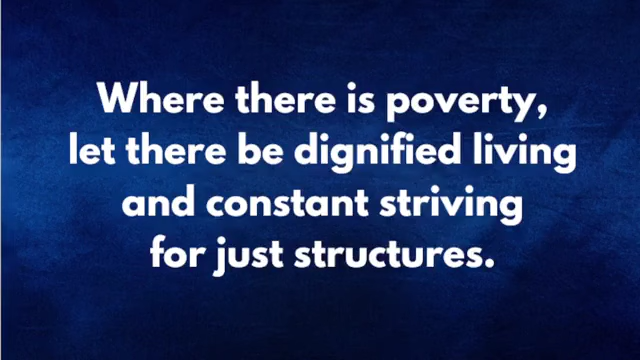 Where there is poverty,
let there be dignified living
and constant striving
for just structures.